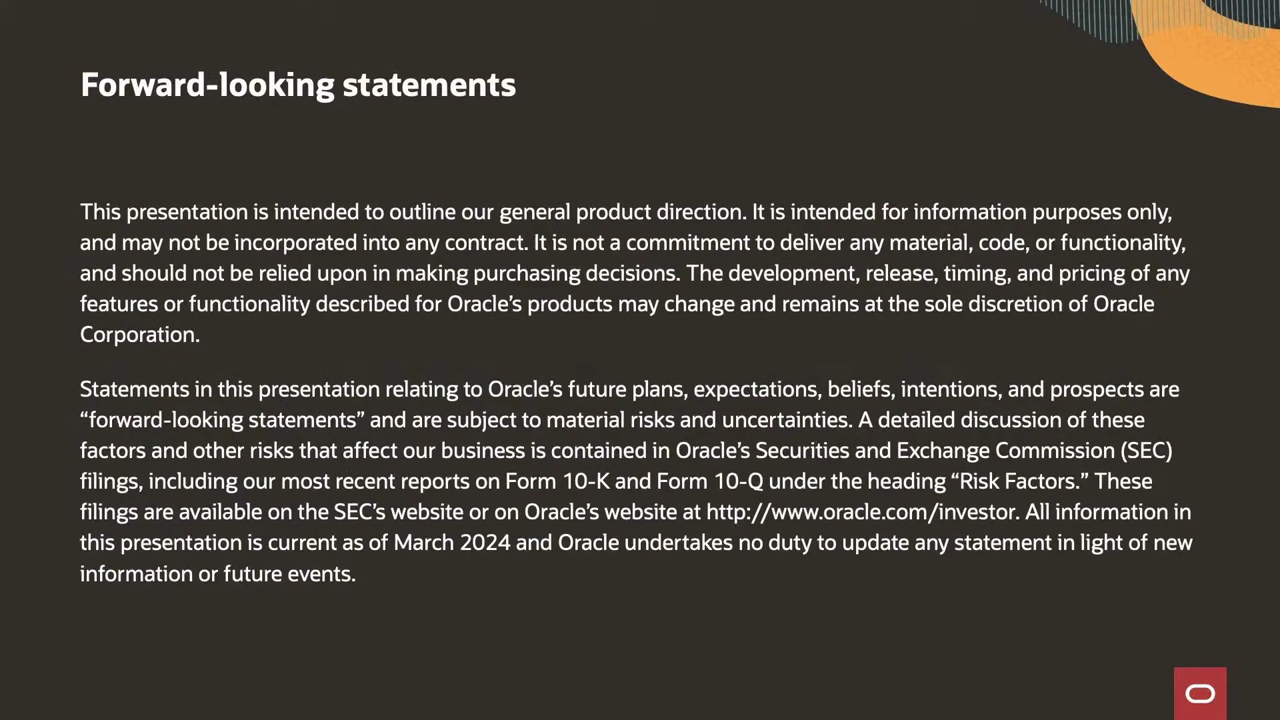 Forward-looking statements
This presentation is intended to outline our general product direction. It is intended for information purposes only,
and may not be incorporated into any contract. It is not a commitment to deliver any material, code, or functionality,
and should not be relied upon in making purchasing decisions. The development, release, timing, and pricing of any
features or functionality described for Oracle’s products may change and remains at the sole discretion of Oracle
Corporation.
Statements in this presentation relating to Oracle’s future plans, expectations, beliefs, intentions, and prospects are
“forward-looking statements” and are subject to material risks and uncertainties. A detailed discussion of these
factors and other risks that affect our business is contained in Oracle’s Securities and Exchange Commission (SEC)
filings, including our most recent reports on Form 10-K and Form 10-Q under the heading “Risk Factors.” These
filings are available on the SEC’s website or on Oracle’s website at http://www.oracle.com/investor. All information in
this presentation is current as of March 2024 and Oracle undertakes no duty to update any statement in light of new
information or future events.